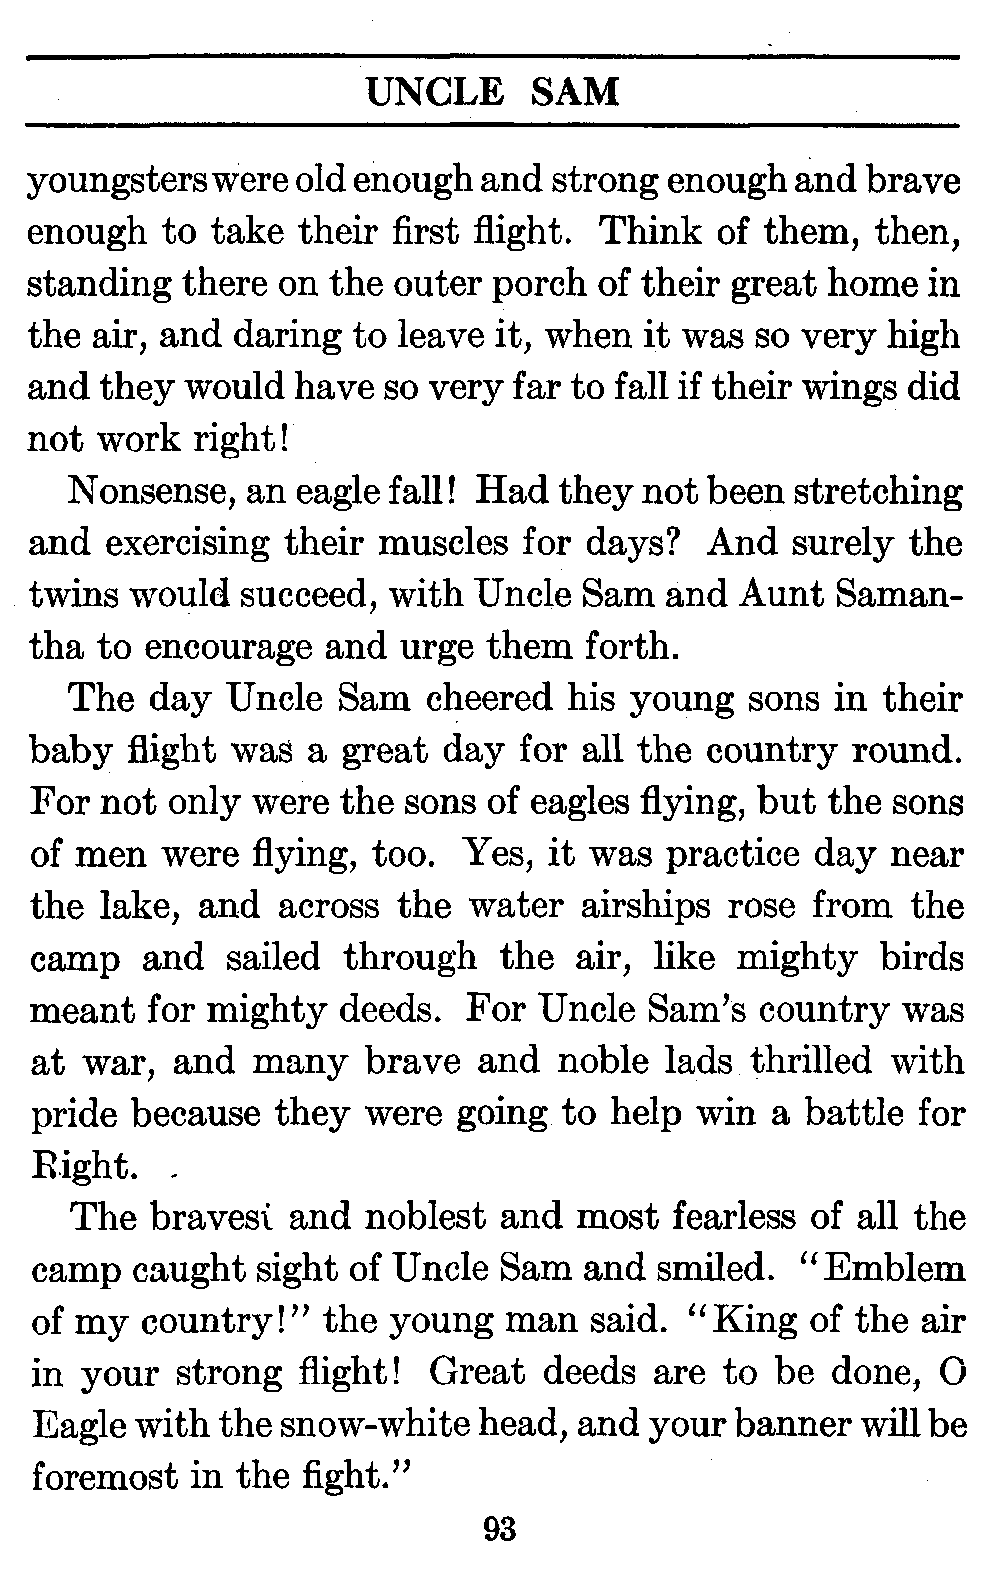 UNCLE SAM
youngsters were old enough and strong enough and brave
enough to take their first flight. Think of them, then,
standing there on the outer porch of their great home in
the air, and daring to leave it, when it was so very high
and they would have so very far to fall if their wings did
not work right!
Nonsense, an eagle fall! Had they not been stretching
and exercising their muscles for days? And surely the
twins would succeed, with Uncle Sam and Aunt Saman-
tha to encourage and urge them forth.
The day Uncle Sam cheered his young sons in their
baby flight was a great day for all the country round.
For not only were the sons of eagles flying, but the sons
of men were flying, too. Yes, it was practice day near
the lake, and across the water airships rose from the
camp and sailed through the air, like mighty birds
meant for mighty deeds. For Uncle Sam's country was
at war, and many brave and noble lads thrilled with
pride because they were going to help win a battle for
Right.
The bravest and noblest and most fearless of all the
camp caught sight of Uncle Sam and smiled. "Emblem
of my country!" the young man said. "King of the air
in your strong flight! Great deeds are to be done, O
Eagle with the snow-white head, and your banner will be
foremost in the fight."
93